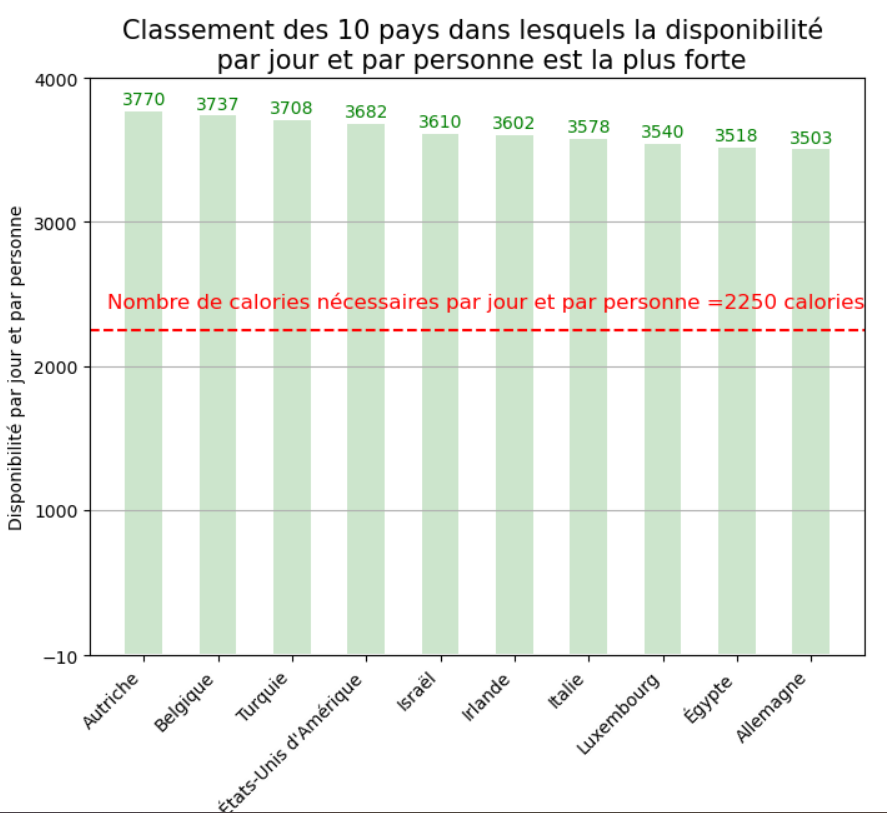 Classement des 10 pays dans lesquels la disponibilité
par jour et par personne est la plus forte
Disponibilité par jour et par personne
4000
3000
2000
1000
−10
3770
3737
3708
3682
3610
3602
3578
3540
3518
3503
Nombre de calories nécessaires par jour et par personne =2250 calories
Autriche
Belgique
Turquie
États-Unis d'Amérique
Israël
Irlande
Italie
Luxembourg
Égypte
Allemagne